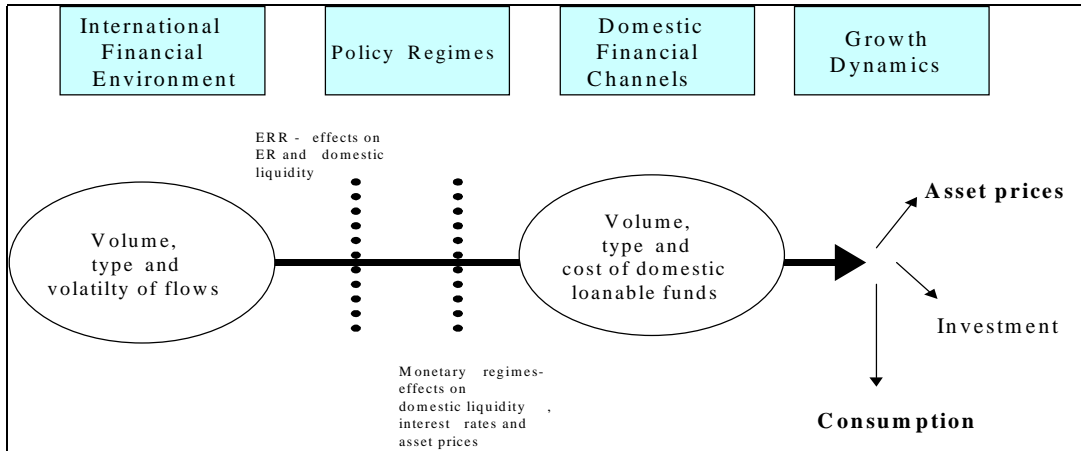 International
Financial
Environment
Policy Regimes
Domestic
Financial
Channels
Growth
Dynamics
ERR - effects on
ER and domestic
liquidity
Volume,
type and
volatilty of flows
Volume,
type and
cost of domestic
loanable funds
Asset prices
Investment
Consumption
Monetary regimes-
effects on
domestic liquidity ,
interest rates and
asset prices